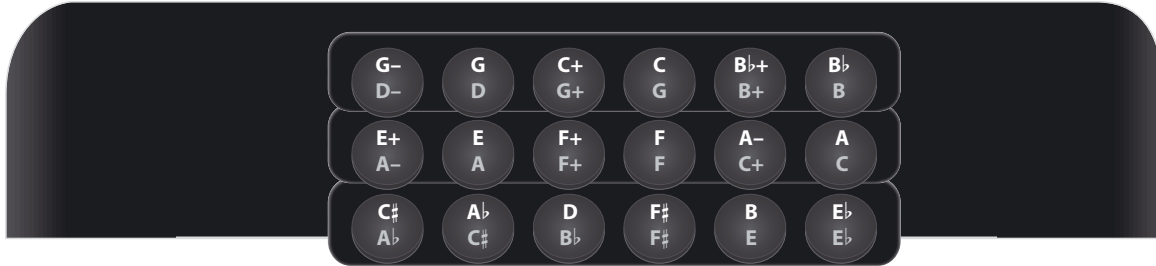 G– G C+ C B♭+ B♭
D– D G+ G B+ B
E+ E F+ F A– A
A– A F+ F C+ C
C♯ A♭ D F♯ B E♭
A♭ C♯ B♭ F♯ E E♭